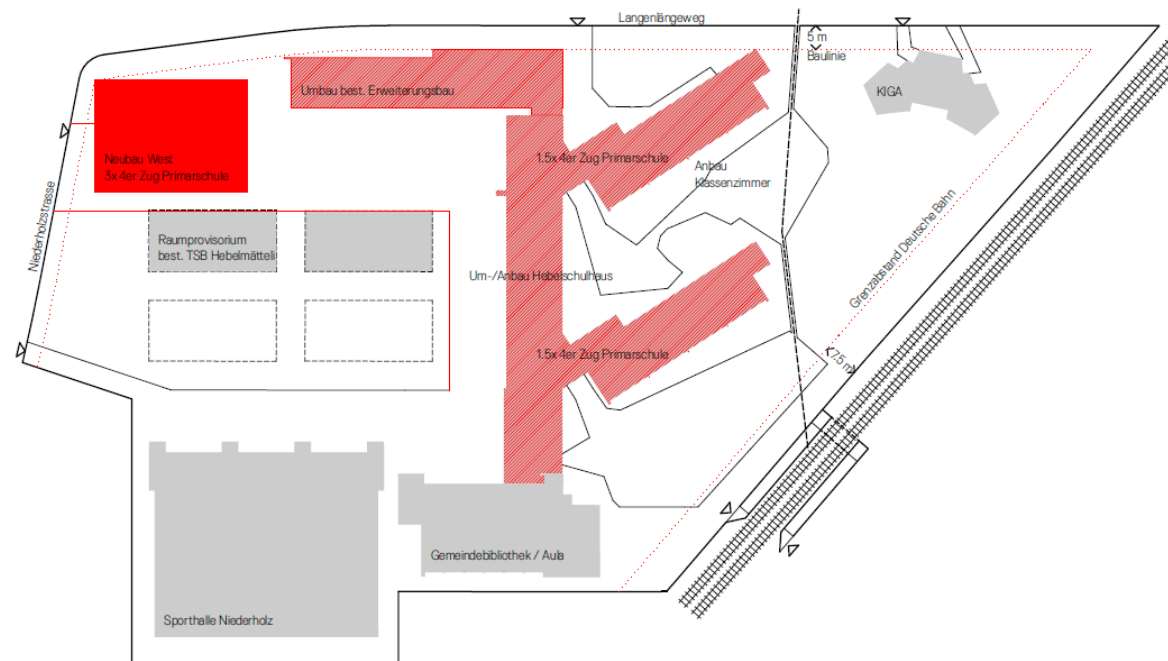 Langenlängeweg
5 m
Baulinie
Umbau best. Erweiterungsbau
KIGA
Neubau West
3x 4er Zug Primarschule
1.5x 4er Zug Primarschule
Anbau
Klassenzimmer
Niederholzstrasse
Raumprovisorium
best. TSB Hebelmätteli
Um-/Anbau Hebelschulhaus
Grenzabstand Deutsche Bahn
1.5x 4er Zug Primarschule
7.5 m
Gemeindebibliothek / Aula
Sporthalle Niederholz